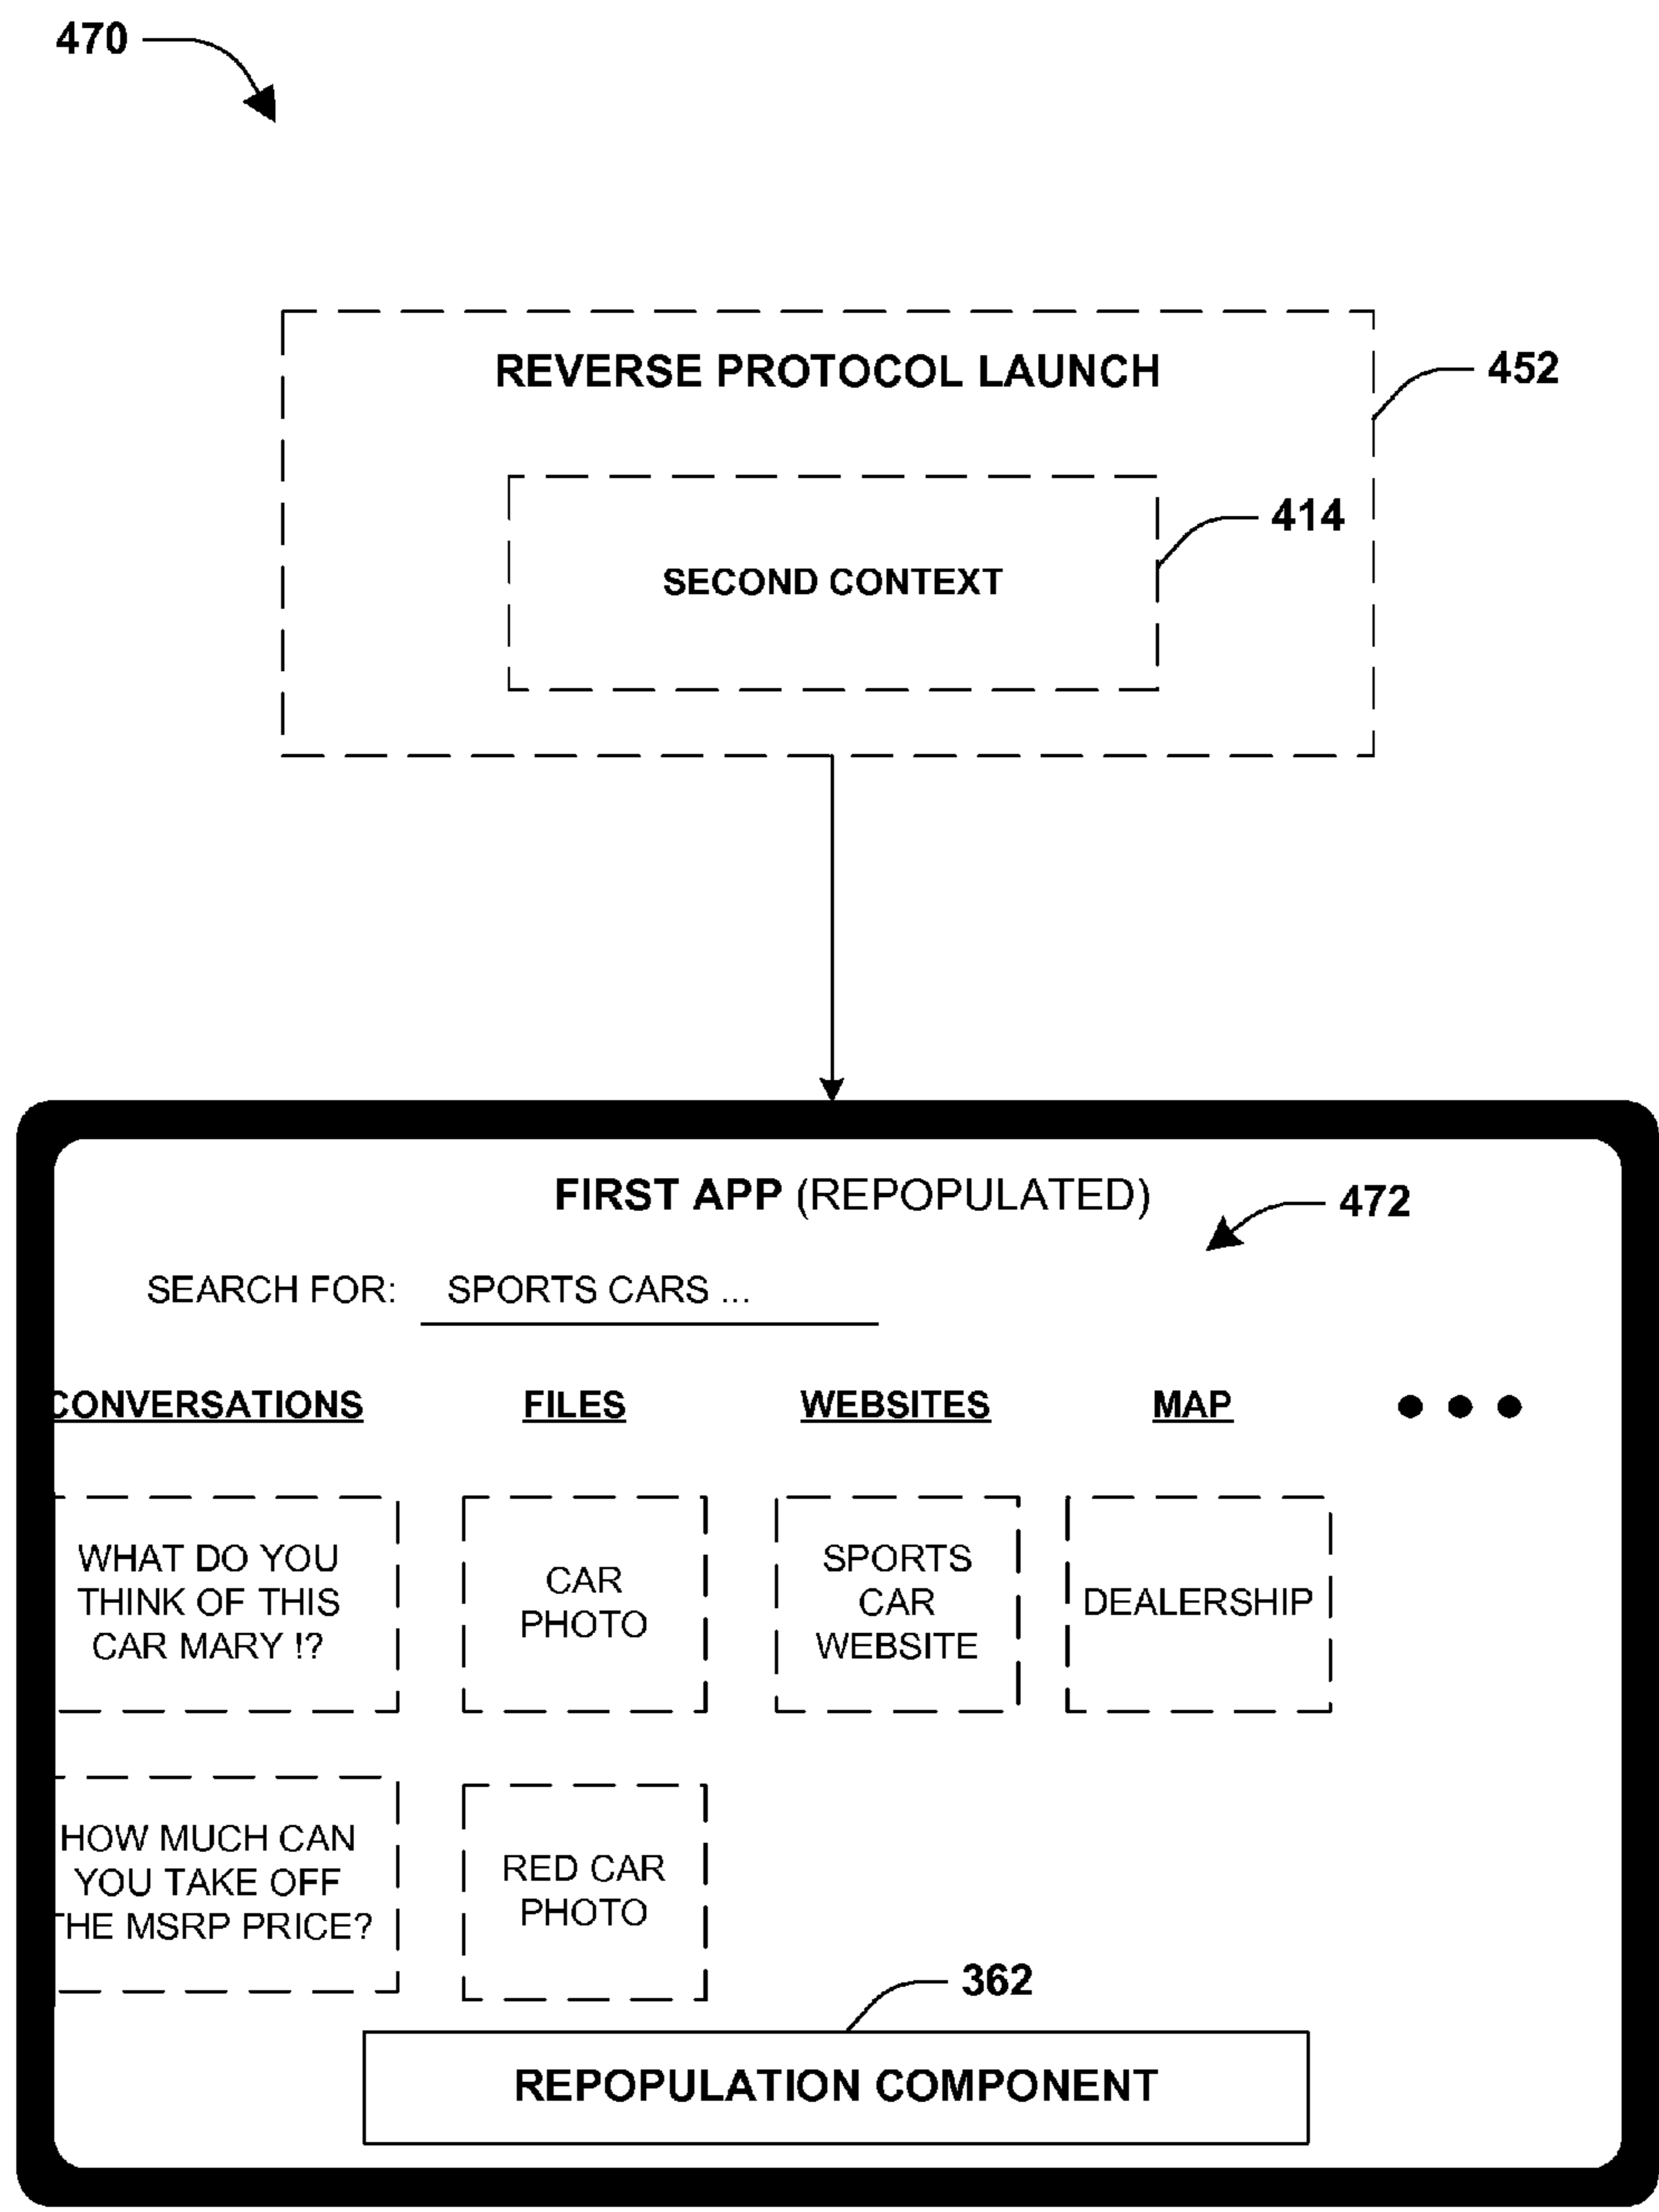 470
REVERSE PROTOCOL LAUNCH
452
414
SECOND CONTEXT
FIRST APP (REPOPULATED)
472
SEARCH FOR: SPORTS CARS ...
CONVERSATIONS
FILES
WEBSITES
MAP
WHAT DO YOU
THINK OF THIS
CAR MARY !?
CAR
PHOTO
SPORTS
CAR
WEBSITE
DEALERSHIP
HOW MUCH CAN
YOU TAKE OFF
THE MSRP PRICE?
RED CAR
PHOTO
362
REPOPULATION COMPONENT